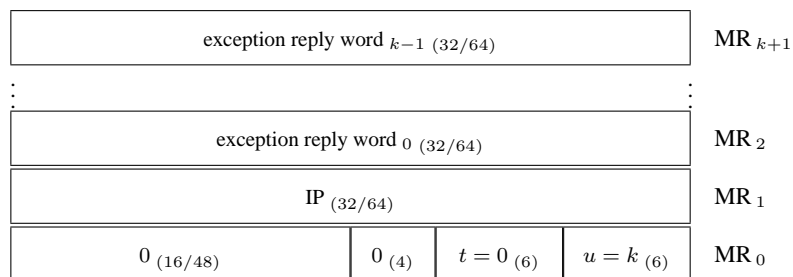 exception reply word k−1 (32/64) MR k+1
exception reply word 0 (32/64) MR 2
IP (32/64) MR 1
0 (16/48) 0 (4) t = 0 (6) u = k (6) MR 0